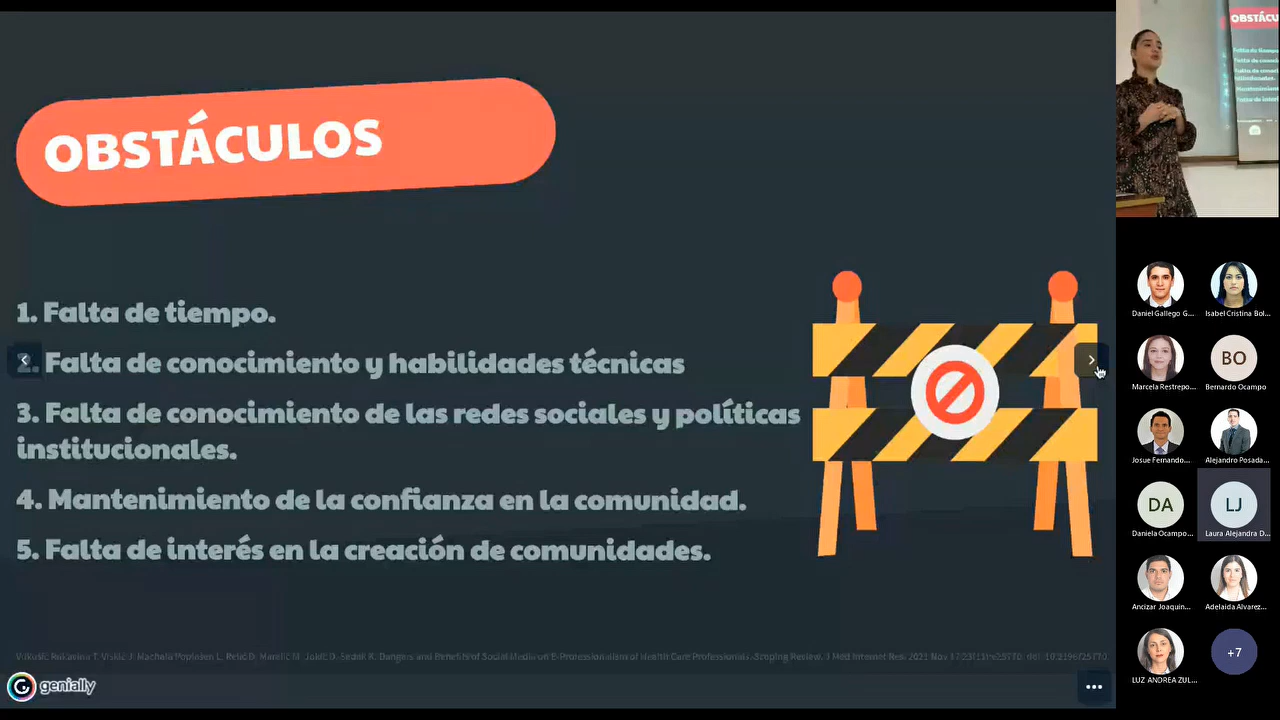 OBSTÁCULOS
1. Falta de tiempo.
2. Falta de conocimiento y habilidades técnicas
3. Falta de conocimiento de las redes sociales y políticas
institucionales.
4. Mantenimiento de la confianza en la comunidad.
5. Falta de interés en la creación de comunidades.
genially
OBSTÁCU
Daniel Gallego G...
Isabel Cristina Bol...
Marcela Restrepo...
BO
Bernardo Ocampo
Josue Fernando...
Alejandro Posada...
DA
Daniela Ocampo...
LJ
Laura Alejandra D...
Ancizar Joaquin...
Adelaida Alvarez...
LUZ ANDREA ZUL...
+7